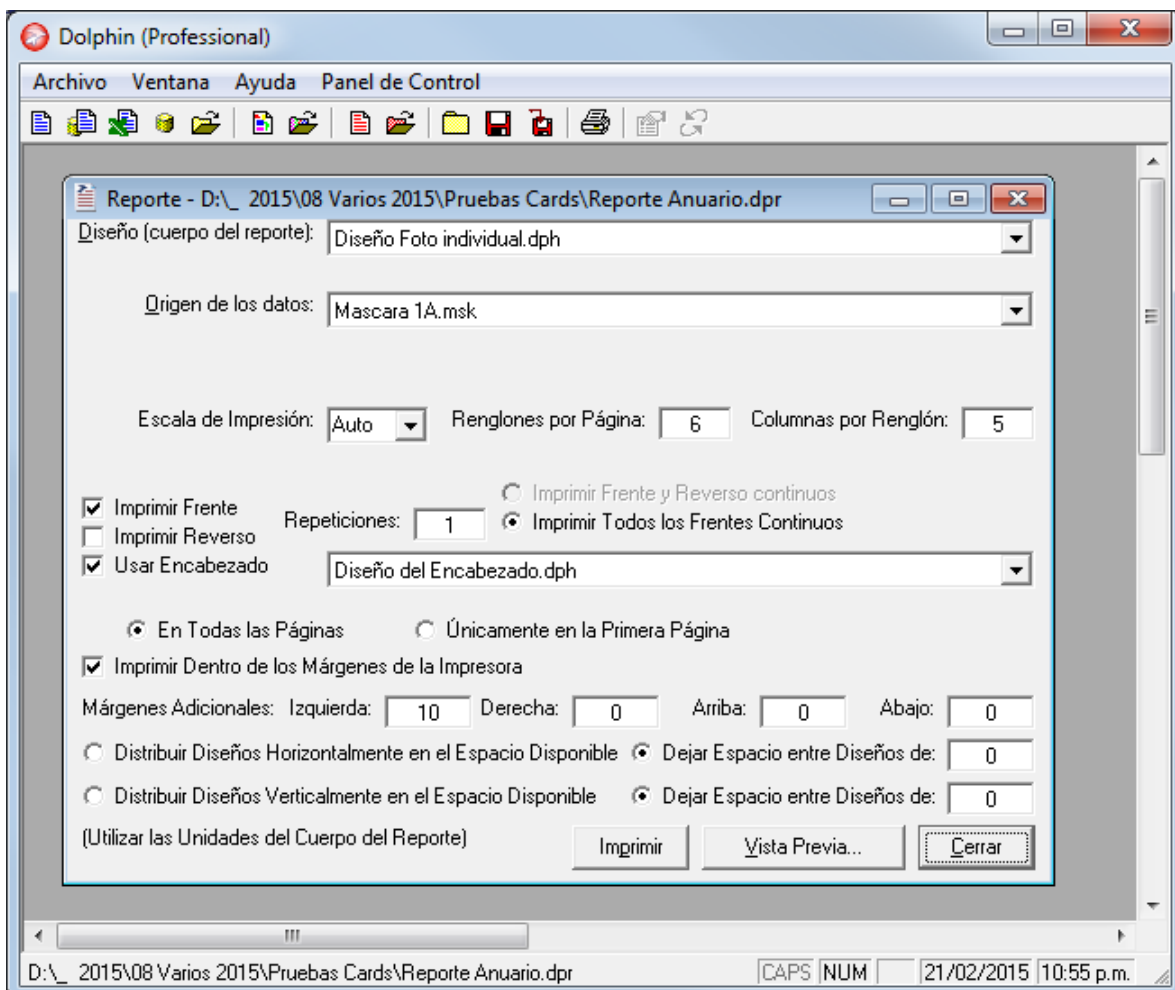 Dolphin (Professional)
Archivo Ventana Ayuda Panel de Control
Reporte - D:\_ 2015\08 Varios 2015\Pruebas Cards\Reporte Anuario.dpr
Diseño (cuerpo del reporte): Diseño Foto individual.dph
Origen de los datos: Mascara 1A.msk
Escala de Impresión: Auto Renglones por Página: 6 Columnas por Renglón: 5
Imprimir Frente y Reverso continuos
Imprimir Frente
Repeticiones: 1 Imprimir Todos los Frentes Continuos
Imprimir Reverso
Usar Encabezado Diseño del Encabezado.dph
En Todas las Páginas Únicamente en la Primera Página
Imprimir Dentro de los Márgenes de la Impresora
Márgenes Adicionales: Izquierda: 10 Derecha: 0 Arriba: 0 Abajo: 0
Distribuir Diseños Horizontalmente en el Espacio Disponible Dejar Espacio entre Diseños de: 0
Distribuir Diseños Verticalmente en el Espacio Disponible Dejar Espacio entre Diseños de: 0
(Utilizar las Unidades del Cuerpo del Reporte) Imprimir Vista Previa... Cerrar
D:\_ 2015\08 Varios 2015\Pruebas Cards\Reporte Anuario.dpr CAPS NUM 21/02/2015 10:55 p.m.